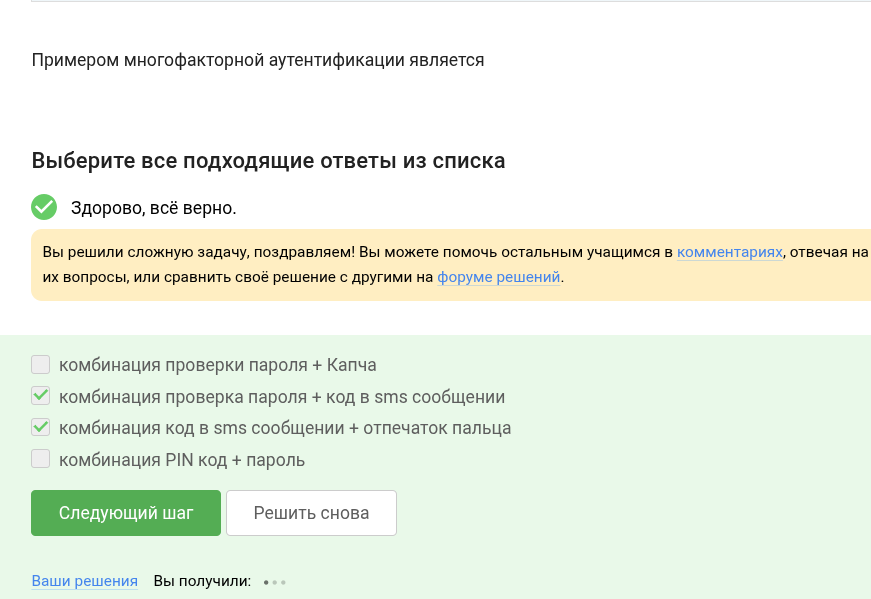 Примером многофакторной аутентификации является
Выберите все подходящие ответы из списка
Здорово, всё верно.
Вы решили сложную задачу, поздравляем! Вы можете помочь остальным учащимся в комментариях, отвечая на
их вопросы, или сравнить своё решение с другими на форуме решений.
комбинация проверки пароля + Капча
комбинация проверка пароля + код в sms сообщении
комбинация код в sms сообщении + отпечаток пальца
комбинация PIN код + пароль
Следующий шаг Решить снова
Ваши решения Вы получили: